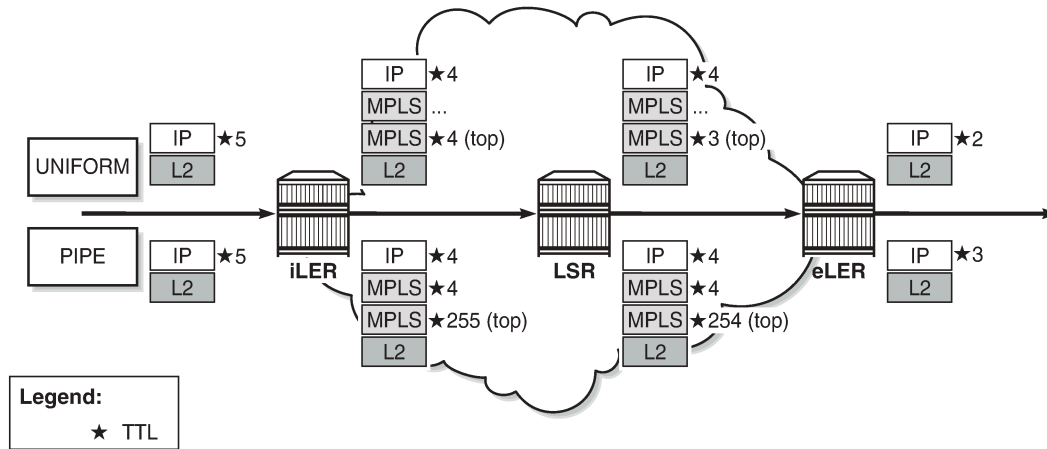 UNIFORM
IP ★5
L2
IP ★4
MPLS ...
MPLS ★4 (top)
L2
IP ★4
MPLS ...
MPLS ★3 (top)
L2
IP ★2
L2
iLER
LSR
eLER
PIPE
IP ★5
L2
IP ★4
MPLS ★4
MPLS ★255 (top)
L2
IP ★4
MPLS ★4
MPLS ★254 (top)
L2
IP ★3
L2
Legend:
★ TTL